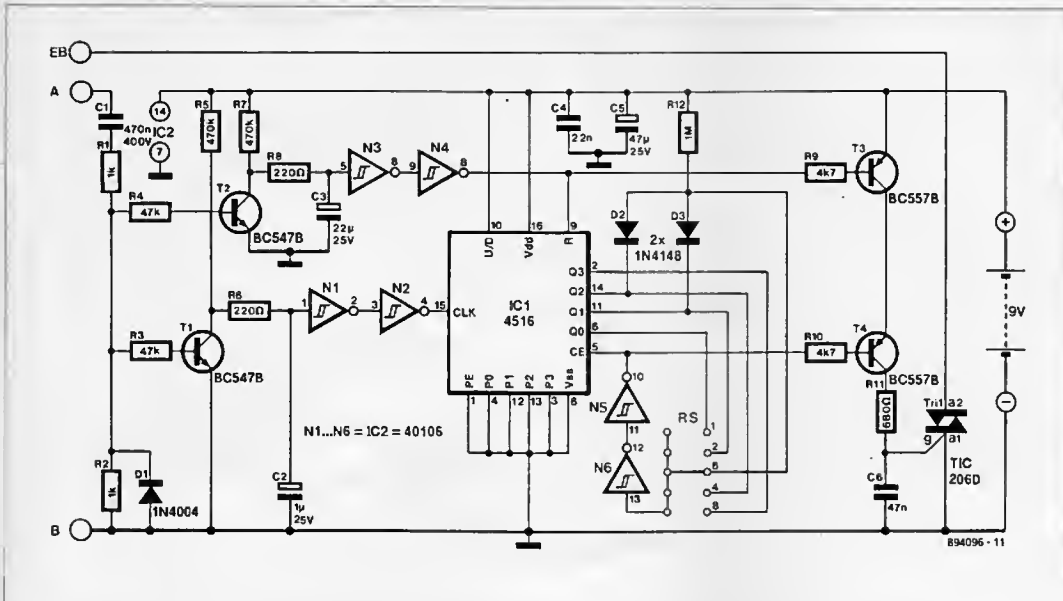 EB
A
C1
470n
400V
R1
1k
14
IC2
7
R5
470k
R7
470k
R4
47k
T2
BC547B
R8
220Ω
C3
22µ
25V
5
N3
8
9
N4
8
C4
22n
C5
47µ
25V
R12
1M
R9
4k7
T3
BC557B
D2
D3
2x
1N4148
10
U/D
16
Vdd
9
R
R6
220Ω
1
N1
2
3
N2
4
15
CLK
IC1
4516
Q3
2
Q2
14
Q1
11
Q0
6
CE
5
R3
47k
T1
BC547B
PE
P0
P1
P2
P3
Vss
1
4
12
13
3
8
N1...N6 = IC2 = 40106
C2
1µ
25V
10
N5
11
12
N6
13
RS
1
2
6
4
8
R10
4k7
T4
BC557B
R11
680Ω
Tri1
a2
g
a1
TIC
206D
C6
47n
+
9V
−
R2
1k
D1
1N4004
B
894096 - 11